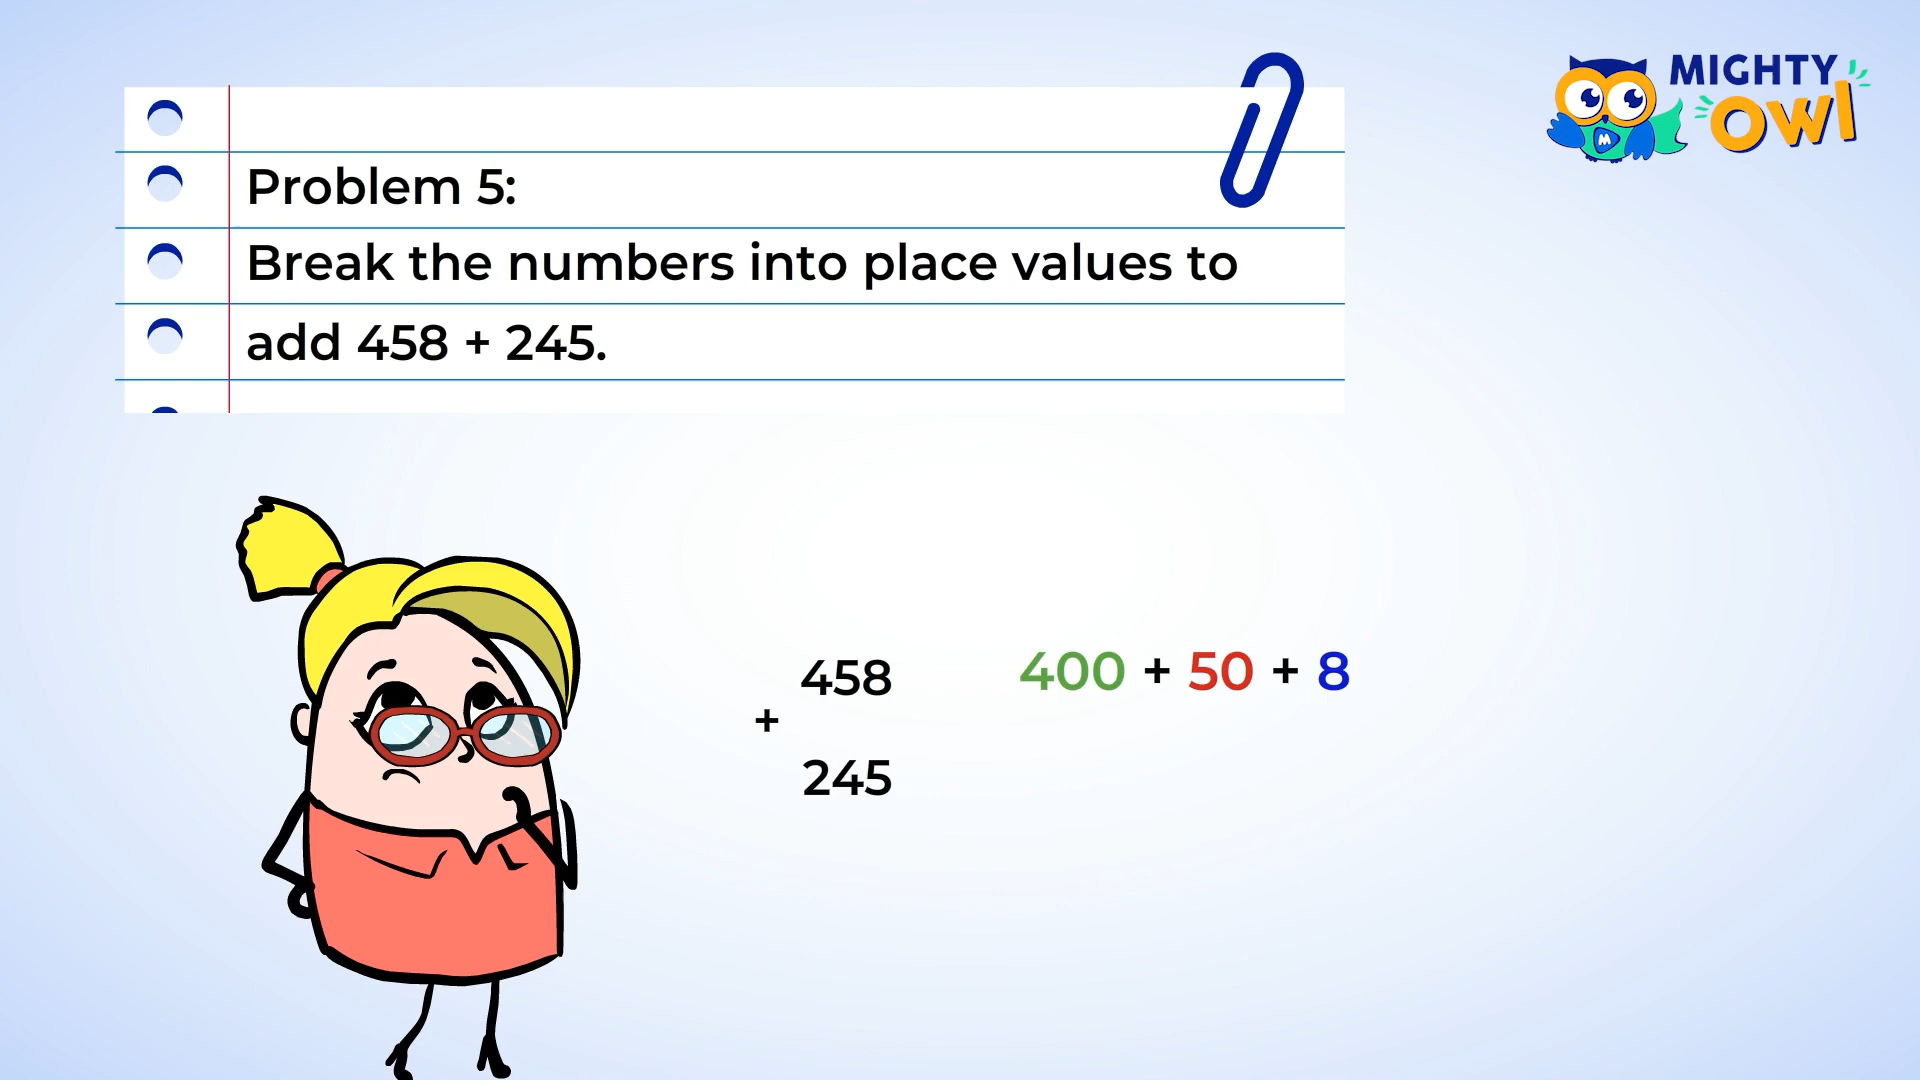 MIGHTY
OWL
M
Problem 5:
Break the numbers into place values to
add 458 + 245.
458
400 + 50 + 8
+
245